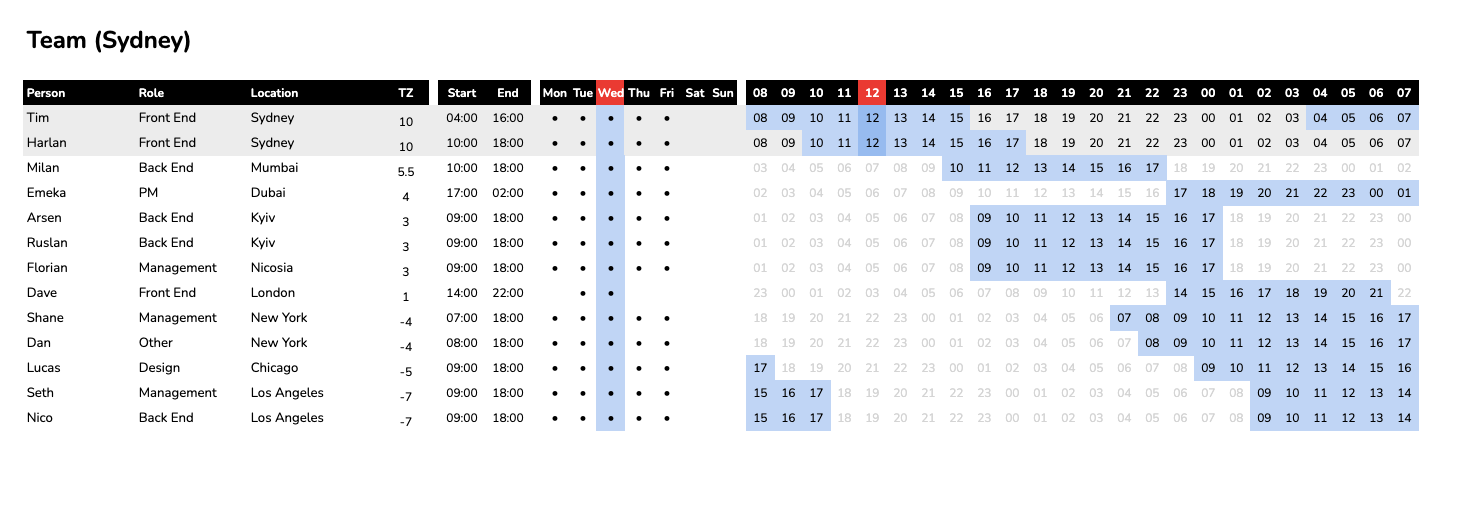 Team (Sydney)
Person Role Location TZ Start End Mon Tue Wed Thu Fri Sat Sun 08 09 10 11 12 13 14 15 16 17 18 19 20 21 22 23 00 01 02 03 04 05 06 07
Tim Front End Sydney 10 04:00 16:00 • • • • • 08 09 10 11 12 13 14 15 16 17 18 19 20 21 22 23 00 01 02 03 04 05 06 07
Harlan Front End Sydney 10 10:00 18:00 • • • • • 08 09 10 11 12 13 14 15 16 17 18 19 20 21 22 23 00 01 02 03 04 05 06 07
Milan Back End Mumbai 5.5 10:00 18:00 • • • • • 03 04 05 06 07 08 09 10 11 12 13 14 15 16 17 18 19 20 21 22 23 00 01 02
Emeka PM Dubai 4 17:00 02:00 • • • • • 02 03 04 05 06 07 08 09 10 11 12 13 14 15 16 17 18 19 20 21 22 23 00 01
Arsen Back End Kyiv 3 09:00 18:00 • • • • • 01 02 03 04 05 06 07 08 09 10 11 12 13 14 15 16 17 18 19 20 21 22 23 00
Ruslan Back End Kyiv 3 09:00 18:00 • • • • • 01 02 03 04 05 06 07 08 09 10 11 12 13 14 15 16 17 18 19 20 21 22 23 00
Florian Management Nicosia 3 09:00 18:00 • • • • • 01 02 03 04 05 06 07 08 09 10 11 12 13 14 15 16 17 18 19 20 21 22 23 00
Dave Front End London 1 14:00 22:00 • • 23 00 01 02 03 04 05 06 07 08 09 10 11 12 13 14 15 16 17 18 19 20 21 22
Shane Management New York -4 07:00 18:00 • • • • • 18 19 20 21 22 23 00 01 02 03 04 05 06 07 08 09 10 11 12 13 14 15 16 17
Dan Other New York -4 08:00 18:00 • • • • • 18 19 20 21 22 23 00 01 02 03 04 05 06 07 08 09 10 11 12 13 14 15 16 17
Lucas Design Chicago -5 09:00 18:00 • • • • • 17 18 19 20 21 22 23 00 01 02 03 04 05 06 07 08 09 10 11 12 13 14 15 16
Seth Management Los Angeles -7 09:00 18:00 • • • • • 15 16 17 18 19 20 21 22 23 00 01 02 03 04 05 06 07 08 09 10 11 12 13 14
Nico Back End Los Angeles -7 09:00 18:00 • • • • • 15 16 17 18 19 20 21 22 23 00 01 02 03 04 05 06 07 08 09 10 11 12 13 14